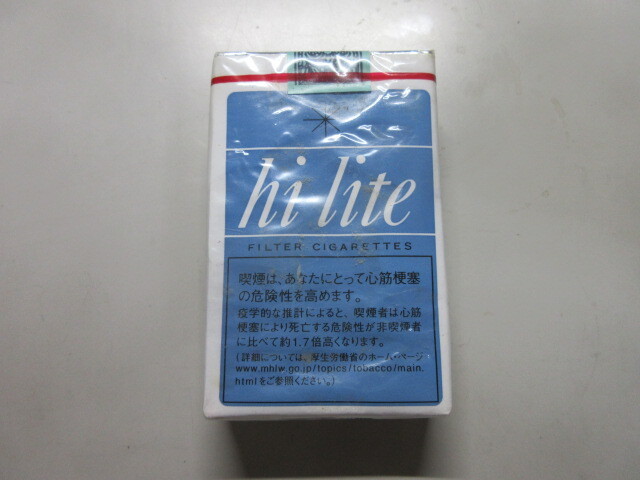 hi lite
FILTER CIGARETTES
喫煙は、あなたにとって心筋梗塞
の危険性を高めます。
疫学的な推計によると、喫煙者は心筋
梗塞により死亡する危険性が非喫煙者
に比べて約1.7倍高くなります。
(詳細については、厚生労働省のホーム・ページ
www.mhlw.go.jp/topics/tobacco/main.
htmlをご参照ください。)